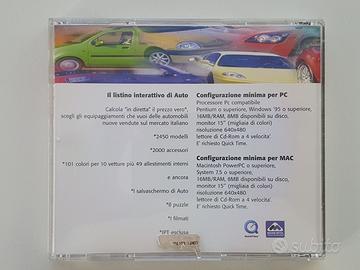 Il listino interattivo di Auto
Calcola "in diretta" il prezzo vero*,
scegli gli equipaggiamenti che vuoi delle automobili
nuove vendute sul mercato italiano
*2450 modelli
*2000 accessori
*101 colori per 10 vetture più 49 allestimenti interni
e ancora
*I salvaschermo di Auto
*8 puzzle
*I filmati
*IPT esclusa
Configurazione minima per PC
Processore Pc compatibile
Pentium o superiore, Windows '95 o superiore,
16MB/RAM, 8MB disponibili su disco,
monitor 15" (migliaia di colori)
risoluzione 640x480
lettore di Cd-Rom a 4 velocita'
E' richiesto Quick Time.
Configurazione minima per MAC
Macintosh PowerPC o superiore,
System 7.5 o superiore,
16MB/RAM, 8MB disponibili su disco,
monitor 15" (migliaia di colori)
risoluzione 640x480
lettore di Cd-Rom a 4 velocita'
E' richiesto Quick Time.
subito